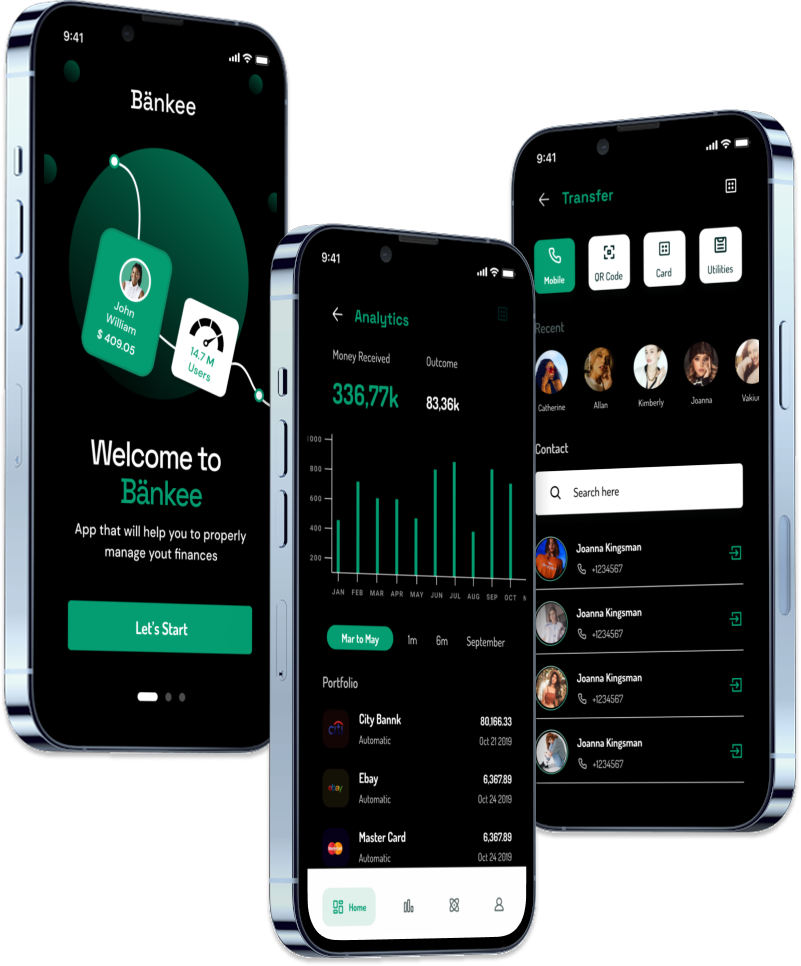 9:41
Bänkee
John
William
$ 409.05
14.7 M
Users
Welcome to
Bänkee
App that will help you to properly
manage yout finances
Let's Start
9:41
Analytics
Money Received
Outcome
336,77k
83,36k
1000
800
600
400
200
JAN FEB MAR APR MAY JUN JUL AUG SEP OCT N
Mar to May 1m 6m September
Portfolio
citi
City Bannk 80,166.33
Automatic Oct 21 2019
ebay
Ebay 6,367.89
Automatic Oct 24 2019
Master Card 6,367.89
Automatic Oct 24 2019
Home
9:41
Transfer
Mobile QR Code Card Utilities
Recent
Catherine Allan Kimberly Joanna Vakiu
Contact
Search here
Joanna Kingsman
+1234567
Joanna Kingsman
+1234567
Joanna Kingsman
+1234567
Joanna Kingsman
+1234567